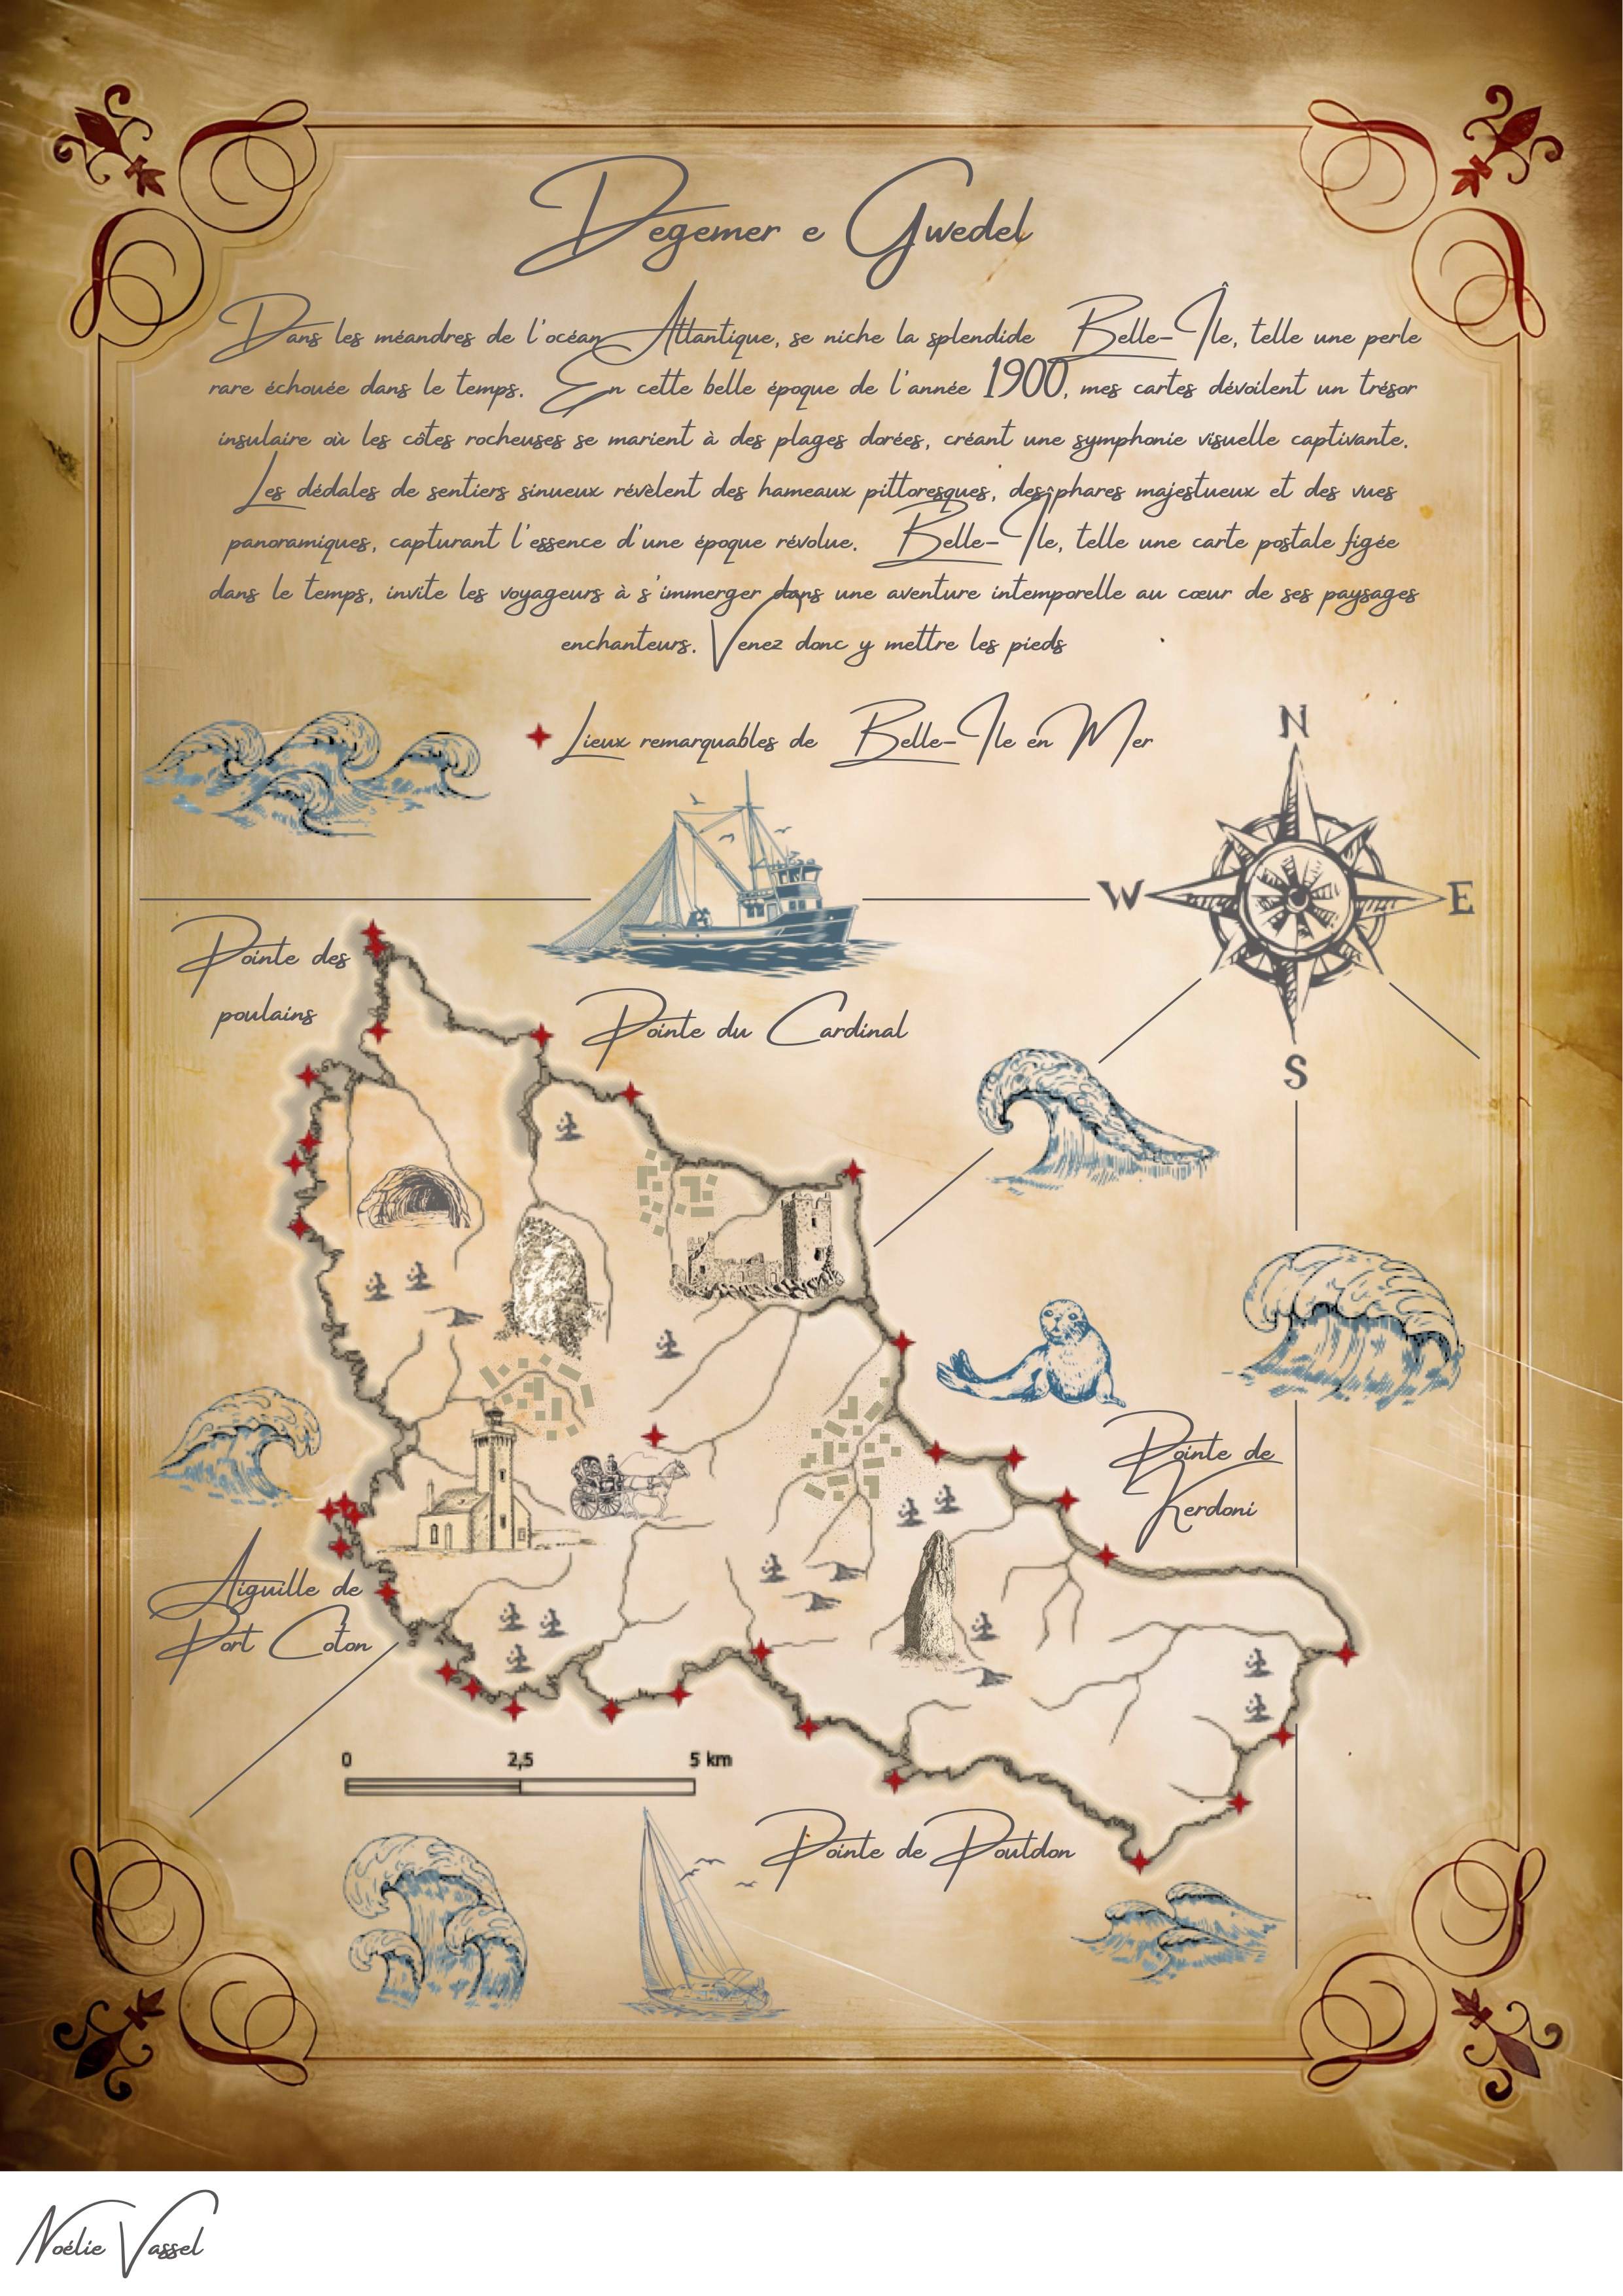 Degemer e Gwedel
Dans les méandres de l'océan Atlantique, se niche la splendide Belle-Île, telle une perle
rare échouée dans le temps. En cette belle époque de l'année 1900, mes cartes dévoilent un trésor
insulaire où les côtes rocheuses se marient à des plages dorées, créant une symphonie visuelle captivante.
Les dédales de sentiers sinueux révèlent des hameaux pittoresques, des phares majestueux et des vues
panoramiques, capturant l'essence d'une époque révolue. Belle-Île, telle une carte postale figée
dans le temps, invite les voyageurs à s'immerger dans une aventure intemporelle au cœur de ses paysages
enchanteurs. Venez donc y mettre les pieds
Lieux remarquables de Belle-Ile en Mer
N
W
E
S
Pointe des
poulains
Pointe du Cardinal
Pointe de
Kerdoni
Aiguille de
Port Coton
0 2,5 5 km
Pointe de Poutdon
Noélie Vassel